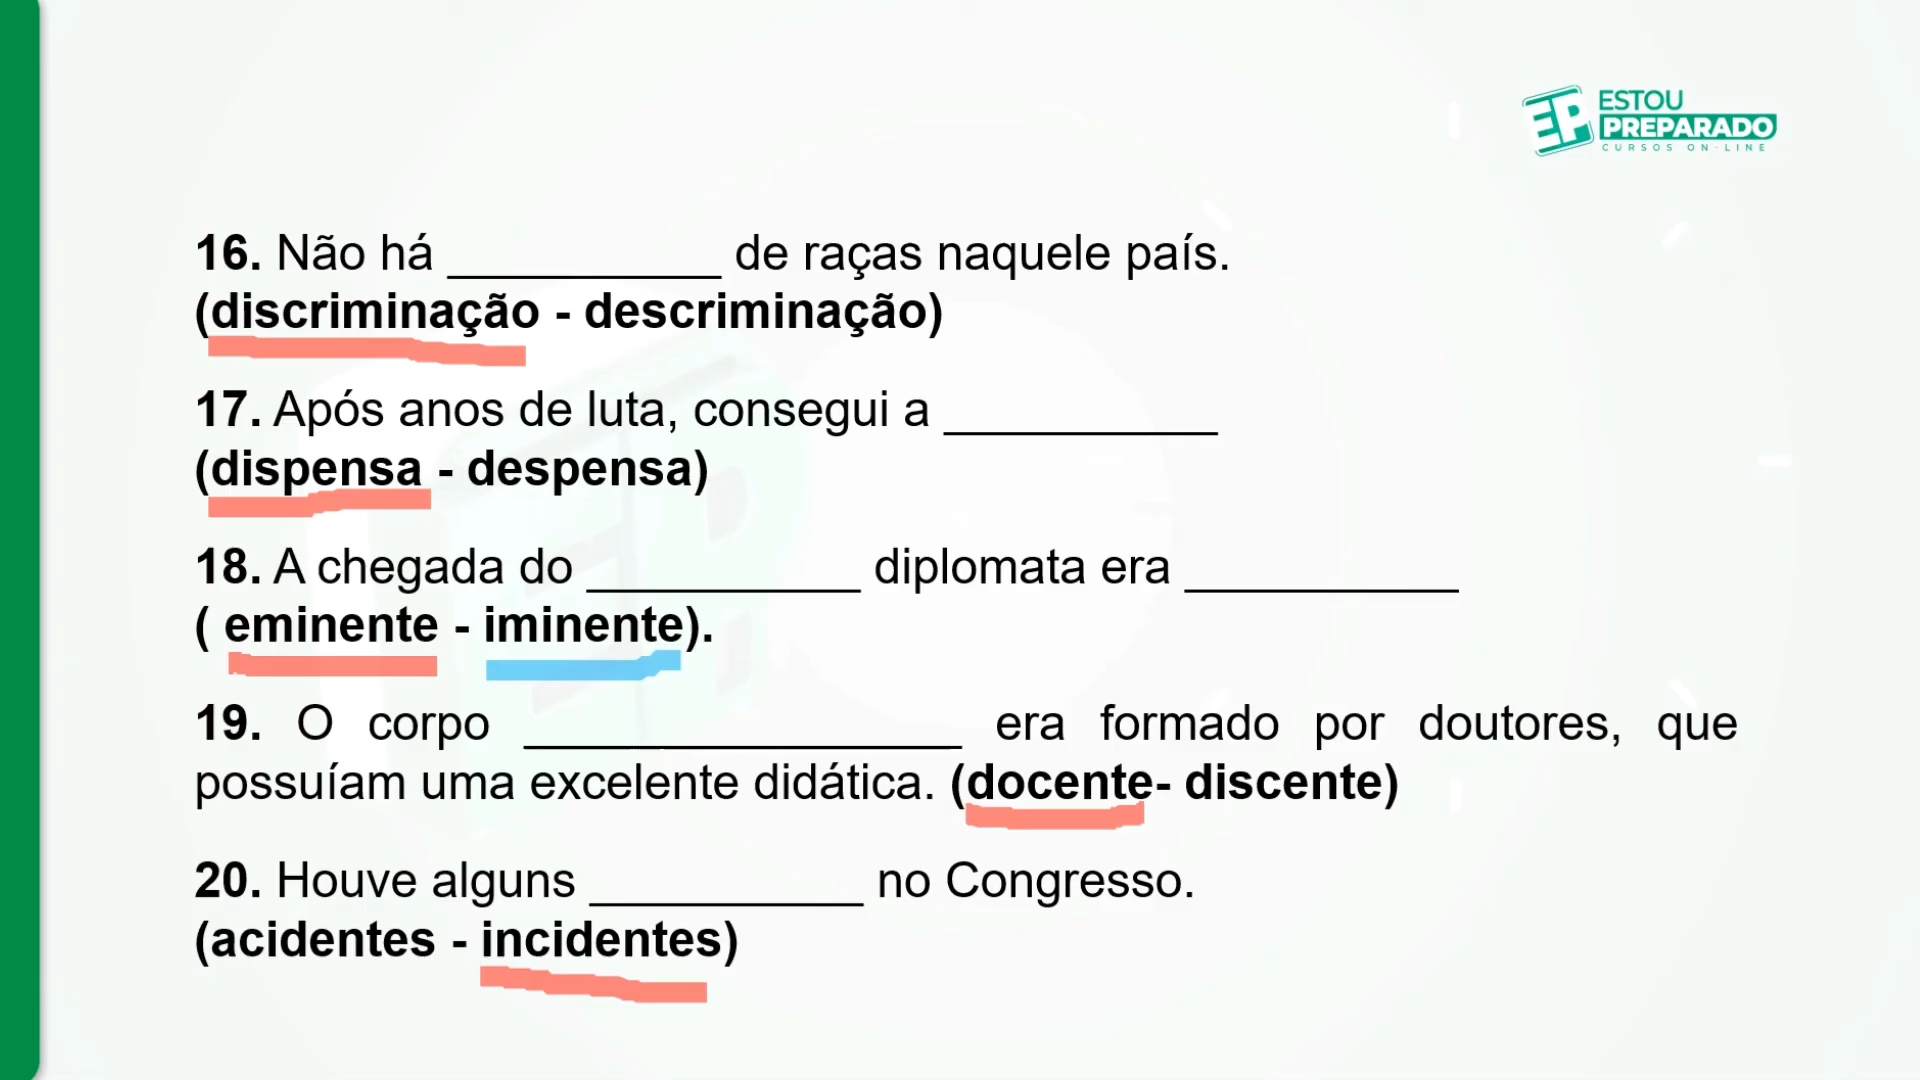 ESTOU
EP PREPARADO
CURSOS ON-LINE
16. Não há __________ de raças naquele país.
(discriminação - descriminação)
17. Após anos de luta, consegui a __________
(dispensa - despensa)
18. A chegada do __________ diplomata era __________
( eminente - iminente).
19. O corpo ________________ era formado por doutores, que
possuíam uma excelente didática. (docente- discente)
20. Houve alguns __________ no Congresso.
(acidentes - incidentes)